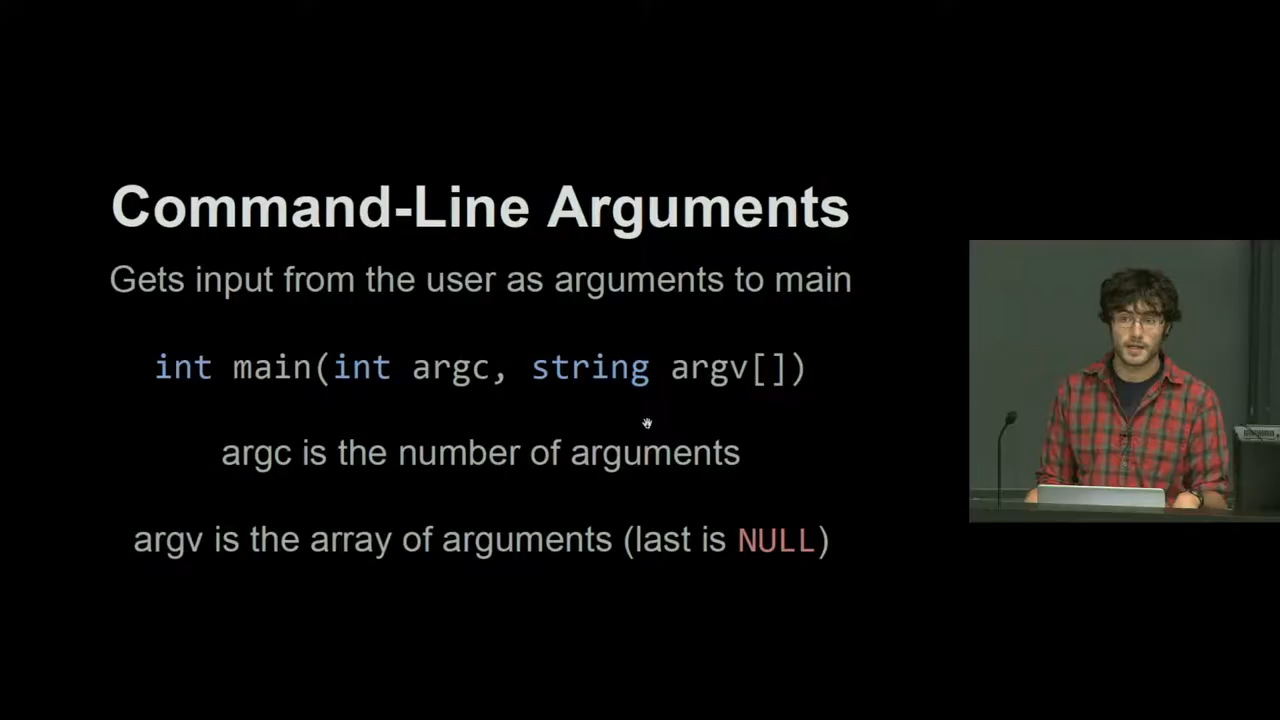 Command-Line Arguments
Gets input from the user as arguments to main
int main(int argc, string argv[])
argc is the number of arguments
argv is the array of arguments (last is NULL)